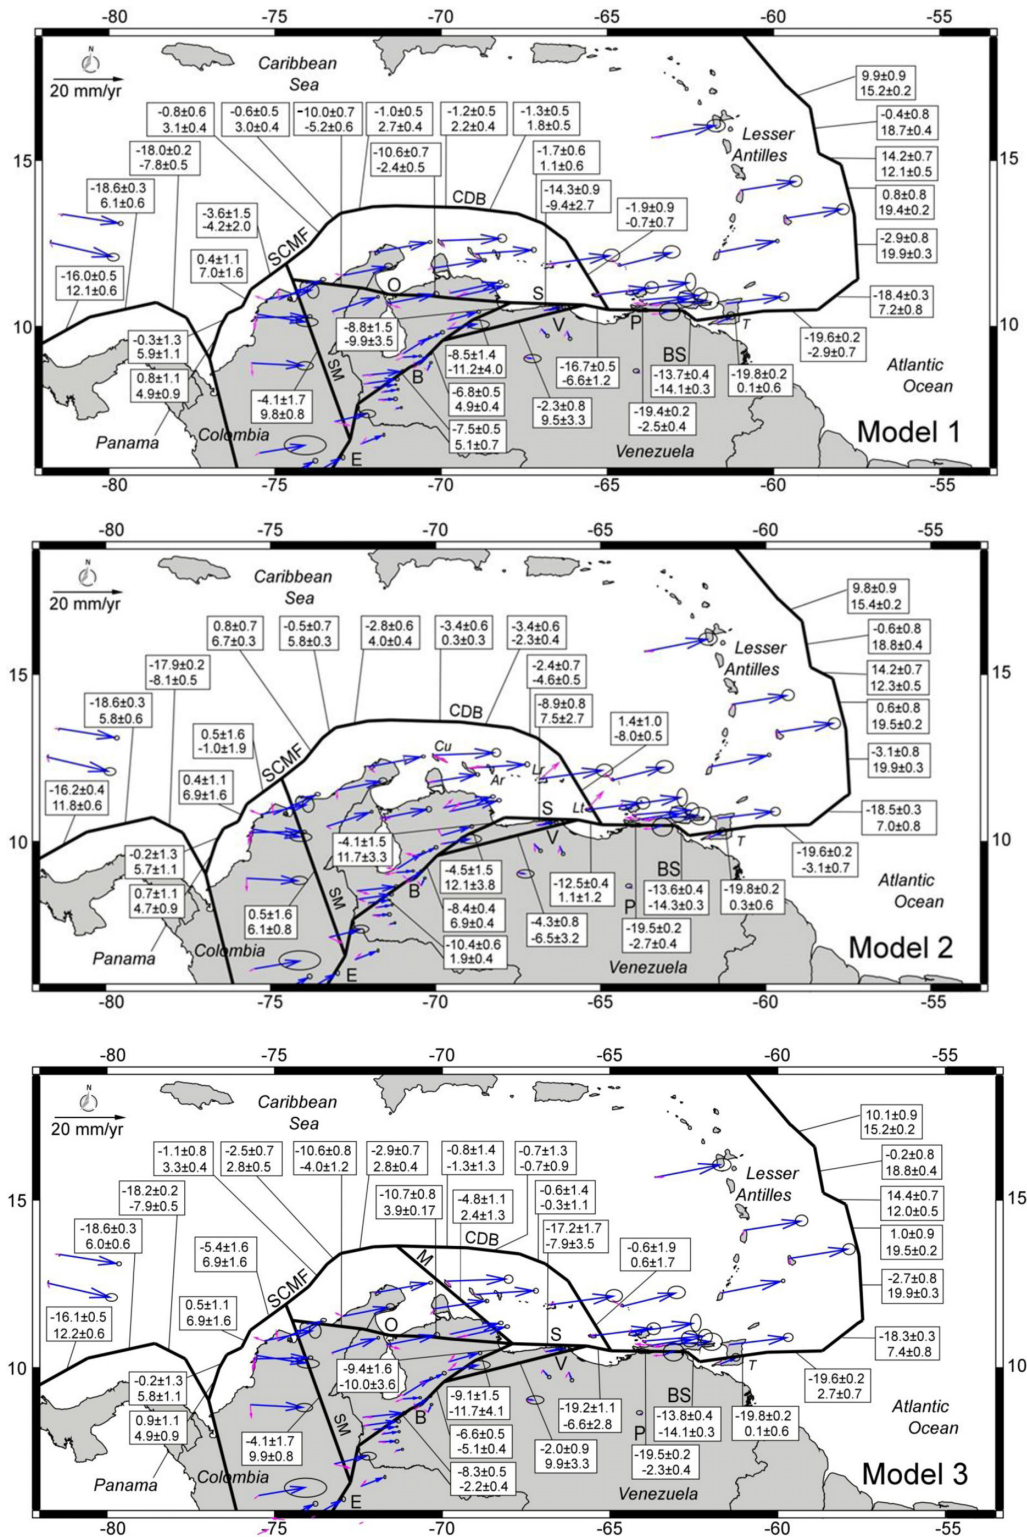 -80 -75 -70 -65 -60 -55
N
20 mm/yr
Caribbean
Sea
9.9±0.9
15.2±0.2
-0.8±0.6
3.1±0.4
-0.6±0.5
3.0±0.4
-10.0±0.7
-5.2±0.6
-1.0±0.5
2.7±0.4
-1.2±0.5
2.2±0.4
-1.3±0.5
1.8±0.5
-0.4±0.8
18.7±0.4
Lesser
Antilles
-18.0±0.2
-7.8±0.5
-10.6±0.7
-2.4±0.5
-1.7±0.6
1.1±0.6
14.2±0.7
12.1±0.5
15
15
-18.6±0.3
6.1±0.6
-14.3±0.9
-9.4±2.7
0.8±0.8
19.4±0.2
CDB
-3.6±1.5
-4.2±2.0
-1.9±0.9
-0.7±0.7
-2.9±0.8
19.9±0.3
SCMF
0.4±1.1
7.0±1.6
-16.0±0.5
12.1±0.6
O
S
-18.4±0.3
7.2±0.8
10
10
V
P
T
-0.3±1.3
5.9±1.1
-8.8±1.5
-9.9±3.5
-19.6±0.2
-2.9±0.7
BS
-8.5±1.4
-11.2±4.0
-16.7±0.5
-6.6±1.2
-13.7±0.4
-14.1±0.3
-19.8±0.2
0.1±0.6
Atlantic
Ocean
SM
B
0.8±1.1
4.9±0.9
-4.1±1.7
9.8±0.8
-6.8±0.5
4.9±0.4
-2.3±0.8
9.5±3.3
-19.4±0.2
-2.5±0.4
-7.5±0.5
5.1±0.7
Panama
Colombia
Venezuela
E
Model 1
-80 -75 -70 -65 -60 -55
-80 -75 -70 -65 -60 -55
N
20 mm/yr
Caribbean
Sea
9.8±0.9
15.4±0.2
0.8±0.7
6.7±0.3
-0.5±0.7
5.8±0.3
-2.8±0.6
4.0±0.4
-3.4±0.6
0.3±0.3
-3.4±0.6
-2.3±0.4
-0.6±0.8
18.8±0.4
Lesser
Antilles
-17.9±0.2
-8.1±0.5
-2.4±0.7
-4.6±0.5
14.2±0.7
12.3±0.5
15
15
-18.6±0.3
5.8±0.6
-8.9±0.8
7.5±2.7
0.6±0.8
19.5±0.2
CDB
0.5±1.6
-1.0±1.9
1.4±1.0
-8.0±0.5
-3.1±0.8
19.9±0.3
SCMF
Cu
Ar
Lr
Lt
0.4±1.1
6.9±1.6
-16.2±0.4
11.8±0.6
-18.5±0.3
7.0±0.8
S
10
10
V
T
-0.2±1.3
5.7±1.1
-4.1±1.5
11.7±3.3
-19.6±0.2
-3.1±0.7
BS
-4.5±1.5
12.1±3.8
-12.5±0.4
1.1±1.2
-13.6±0.4
-14.3±0.3
-19.8±0.2
0.3±0.6
Atlantic
Ocean
SM
B
P
0.7±1.1
4.7±0.9
0.5±1.6
6.1±0.8
-8.4±0.4
6.9±0.4
-4.3±0.8
-6.5±3.2
-19.5±0.2
-2.7±0.4
-10.4±0.6
1.9±0.4
Panama
Colombia
Venezuela
E
Model 2
-80 -75 -70 -65 -60 -55
-80 -75 -70 -65 -60 -55
N
20 mm/yr
Caribbean
Sea
10.1±0.9
15.2±0.2
-1.1±0.8
3.3±0.4
-2.5±0.7
2.8±0.5
-10.6±0.8
-4.0±1.2
-2.9±0.7
2.8±0.4
-0.8±1.4
-1.3±1.3
-0.7±1.3
-0.7±0.9
-0.2±0.8
18.8±0.4
Lesser
Antilles
-18.2±0.2
-7.9±0.5
-10.7±0.8
3.9±0.17
-4.8±1.1
2.4±1.3
-0.6±1.4
-0.3±1.1
14.4±0.7
12.0±0.5
15
15
-18.6±0.3
6.0±0.6
-17.2±1.7
-7.9±3.5
1.0±0.9
19.5±0.2
CDB
M
-5.4±1.6
6.9±1.6
-0.6±1.9
0.6±1.7
-2.7±0.8
19.9±0.3
SCMF
0.5±1.1
6.9±1.6
-16.1±0.5
12.2±0.6
O
S
-18.3±0.3
7.4±0.8
10
10
V
T
-0.2±1.3
5.8±1.1
-9.4±1.6
-10.0±3.6
-19.6±0.2
2.7±0.7
BS
-9.1±1.5
-11.7±4.1
-19.2±1.1
-6.6±2.8
-13.8±0.4
-14.1±0.3
-19.8±0.2
0.1±0.6
Atlantic
Ocean
SM
B
P
0.9±1.1
4.9±0.9
-4.1±1.7
9.9±0.8
-6.6±0.5
-5.1±0.4
-2.0±0.9
9.9±3.3
-19.5±0.2
-2.3±0.4
-8.3±0.5
-2.2±0.4
Panama
Colombia
Venezuela
E
Model 3
-80 -75 -70 -65 -60 -55